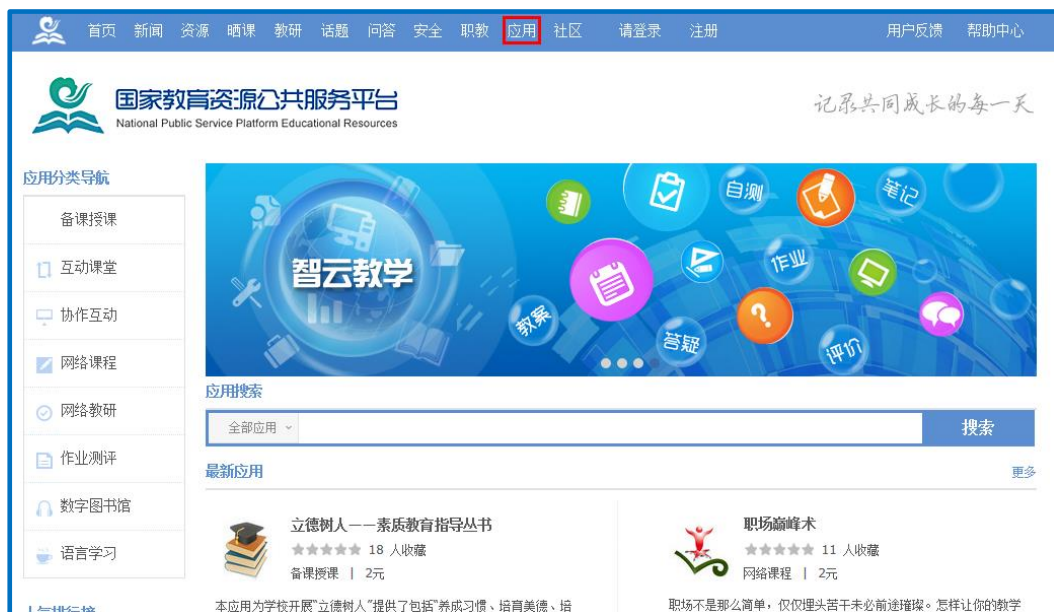 首页 新闻 资源 晒课 教研 话题 问答 安全 职教 应用 社区 请登录 注册 用户反馈 帮助中心
国家教育资源公共服务平台
National Public Service Platform Educational Resources
记录共同成长的每一天
应用分类导航
备课授课
互动课堂
协作互动
网络课程
网络教研
作业测评
数字图书馆
语言学习
人气排行榜
智云教学
自测
笔记
作业
教案
答疑
评价
应用搜索
全部应用
搜索
最新应用 更多
立德树人——素质教育指导丛书
18 人收藏
备课授课 | 2元
本应用为学校开展“立德树人”提供了包括“养成习惯、培育美德、培
职场巅峰术
11 人收藏
网络课程 | 2元
职场不是那么简单，仅仅埋头苦干未必前途璀璨。怎样让你的教学